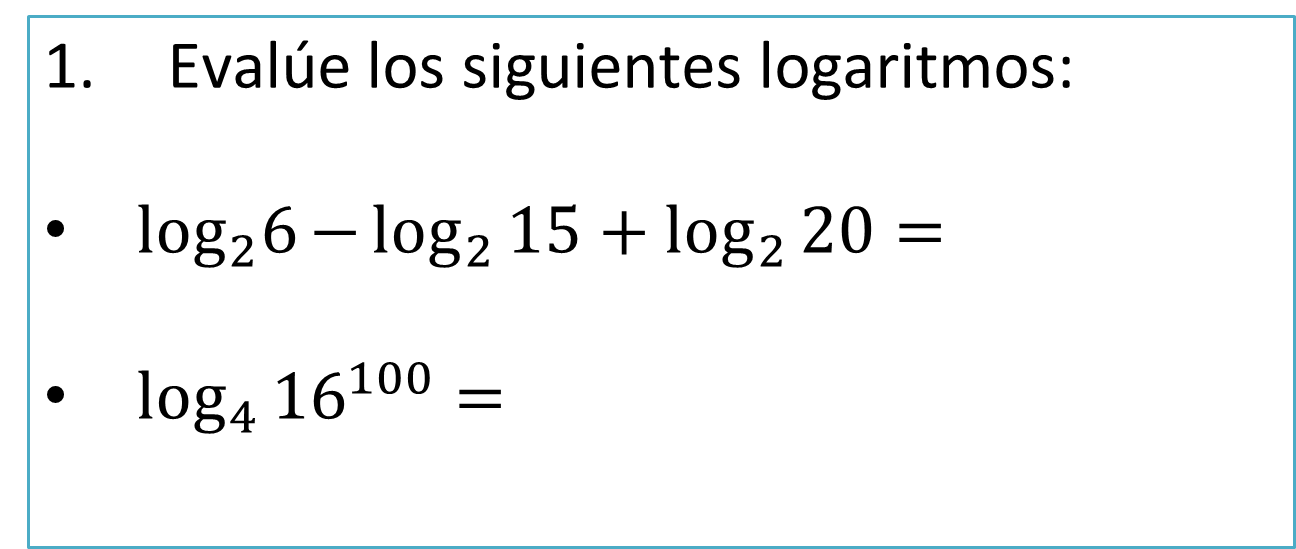 1. Evalúe los siguientes logaritmos:
• log₂6 − log₂ 15 + log₂ 20 =
• log₄ 16¹⁰⁰ =